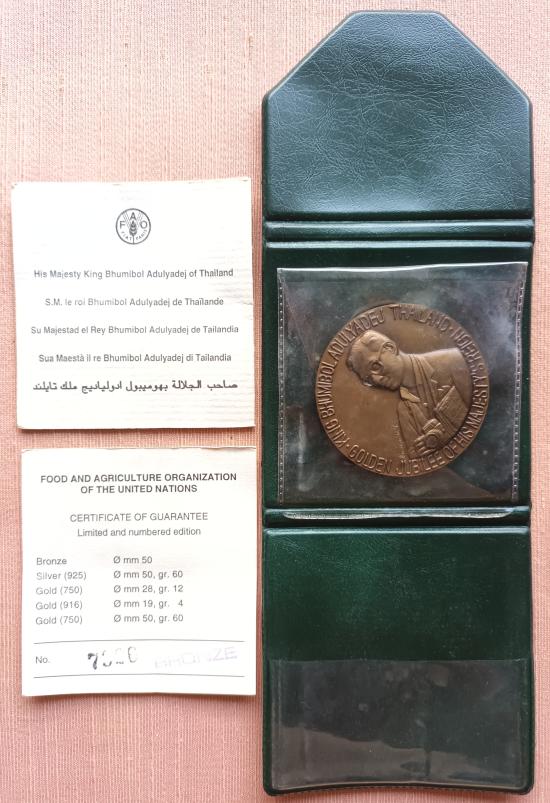 F A O
FIAT PANIS
His Majesty King Bhumibol Adulyadej of Thailand
S.M. le roi Bhumibol Adulyadej de Thaïlande
Su Majestad el Rey Bhumibol Adulyadej de Tailandia
Sua Maestà il re Bhumibol Adulyadej di Tailandia
صاحب الجلالة بهوميبول ادولياديج ملك تايلند
FOOD AND AGRICULTURE ORGANIZATION
OF THE UNITED NATIONS
CERTIFICATE OF GUARANTEE
Limited and numbered edition
Bronze Ø mm 50
Silver (925) Ø mm 50, gr. 60
Gold (750) Ø mm 28, gr. 12
Gold (916) Ø mm 19, gr. 4
Gold (750) Ø mm 50, gr. 60
No. BRONZE
KING BHUMIBOL ADULYADEJ THAILAND
GOLDEN JUBILEE OF HIS MAJESTY'S REIGN